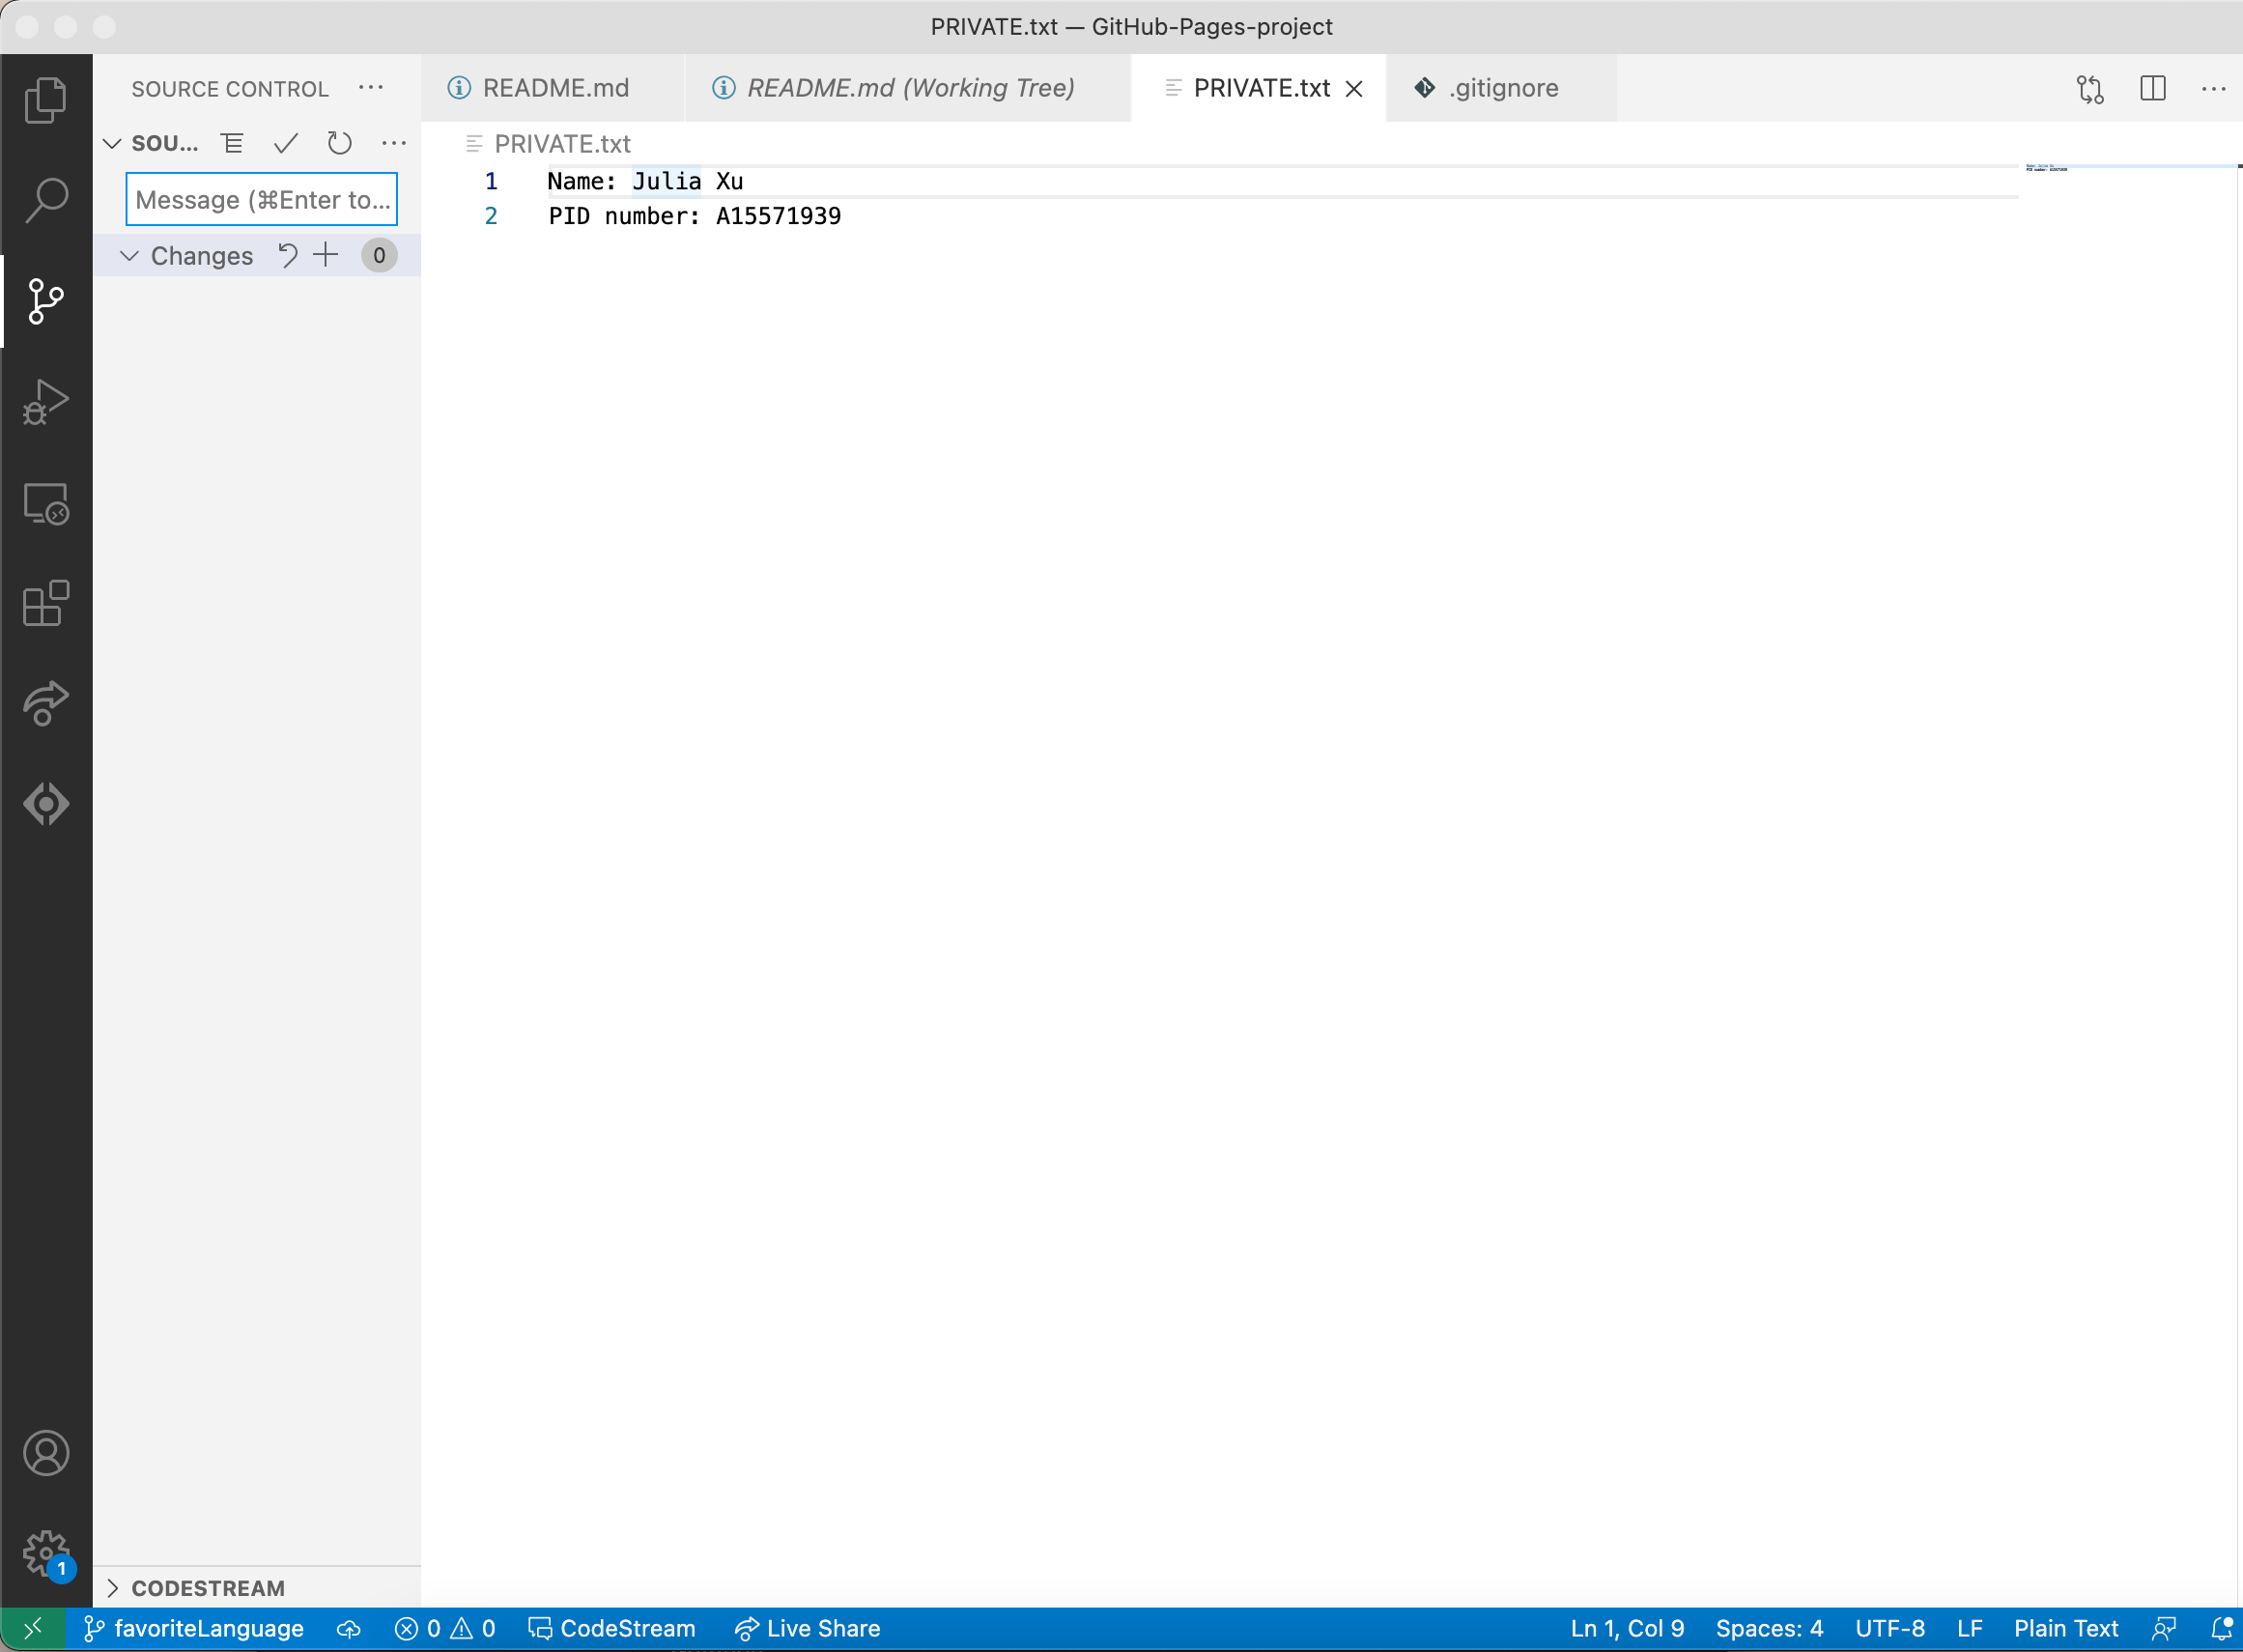 PRIVATE.txt — GitHub-Pages-project
SOURCE CONTROL ...
README.md
README.md (Working Tree)
PRIVATE.txt
.gitignore
SOU...
PRIVATE.txt
Message (⌘Enter to...
Changes 0
1 Name: Julia Xu
2 PID number: A15571939
1
CODESTREAM
favoriteLanguage 0 0 CodeStream Live Share Ln 1, Col 9 Spaces: 4 UTF-8 LF Plain Text